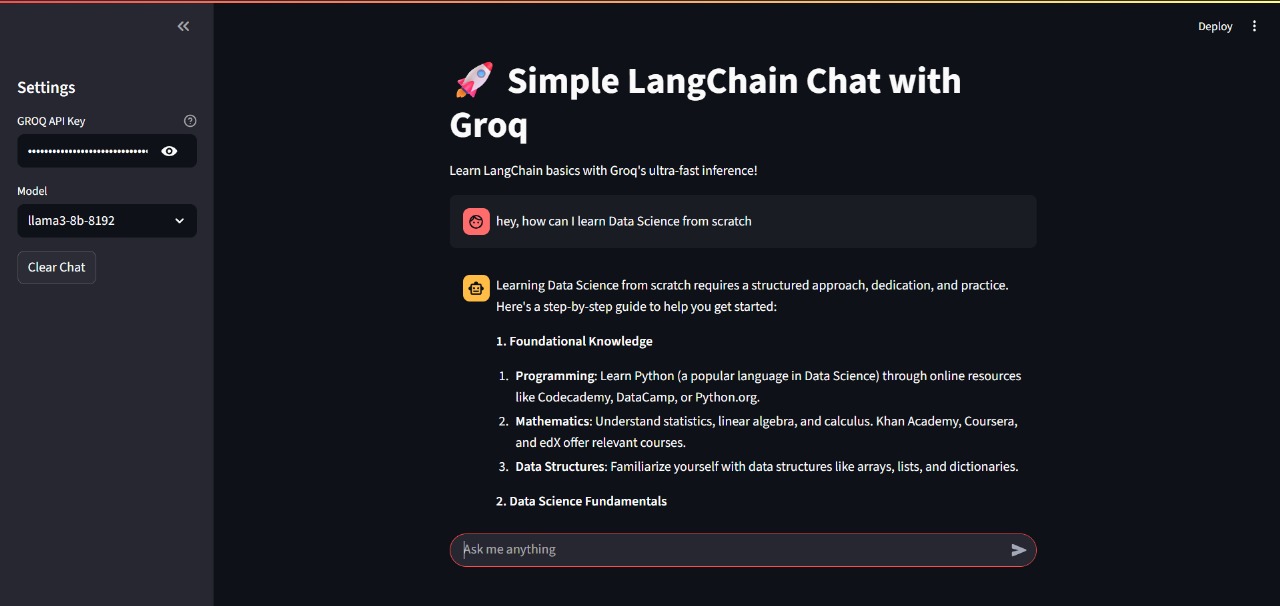 Deploy
Settings
GROQ API Key
Model
llama3-8b-8192
Clear Chat
🚀 Simple LangChain Chat with
Groq
Learn LangChain basics with Groq's ultra-fast inference!
hey, how can I learn Data Science from scratch
Learning Data Science from scratch requires a structured approach, dedication, and practice.
Here's a step-by-step guide to help you get started:
1. Foundational Knowledge
1. Programming: Learn Python (a popular language in Data Science) through online resources
like Codecademy, DataCamp, or Python.org.
2. Mathematics: Understand statistics, linear algebra, and calculus. Khan Academy, Coursera,
and edX offer relevant courses.
3. Data Structures: Familiarize yourself with data structures like arrays, lists, and dictionaries.
2. Data Science Fundamentals
Ask me anything